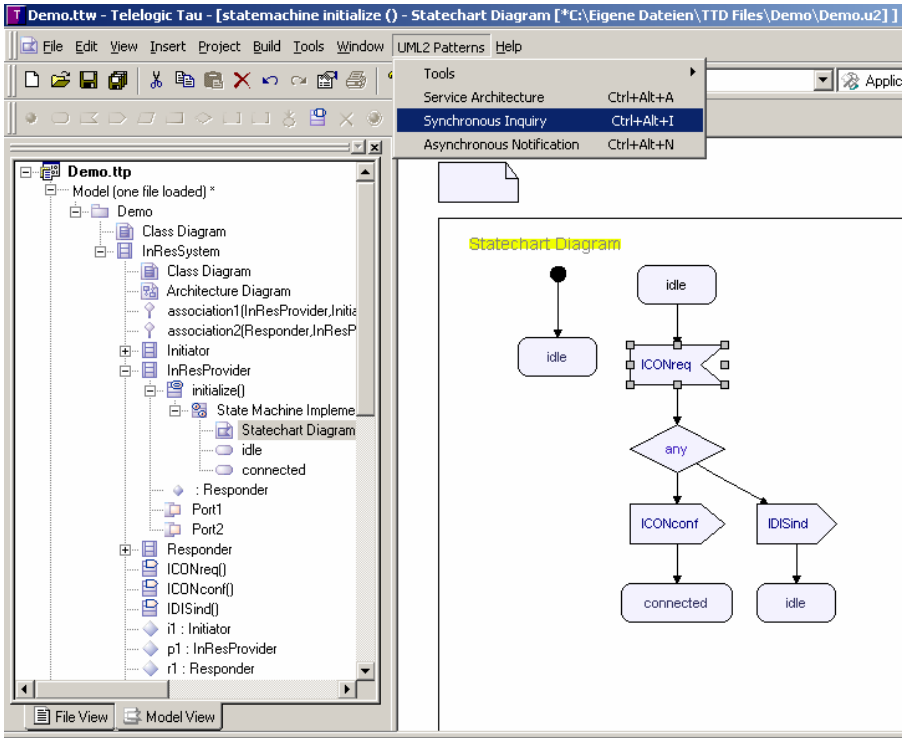 Demo.ttw - Telelogic Tau - [statemachine initialize () - Statechart Diagram [*C:\Eigene Dateien\TTD Files\Demo\Demo.u2] ]
File Edit View Insert Project Build Tools Window UML2 Patterns Help
Tools
Service Architecture Ctrl+Alt+A
Synchronous Inquiry Ctrl+Alt+I
Asynchronous Notification Ctrl+Alt+N
Applic
Demo.ttp
Model (one file loaded) *
Demo
Class Diagram
InResSystem
Class Diagram
Architecture Diagram
association1(InResProvider,Initia
association2(Responder,InResP
Initiator
InResProvider
initialize()
State Machine Impleme
Statechart Diagram
idle
connected
: Responder
Port1
Port2
Responder
ICONreq()
ICONconf()
IDISind()
i1 : Initiator
p1 : InResProvider
r1 : Responder
File View Model View
Statechart Diagram
idle
idle
ICONreq
any
ICONconf IDISind
connected idle